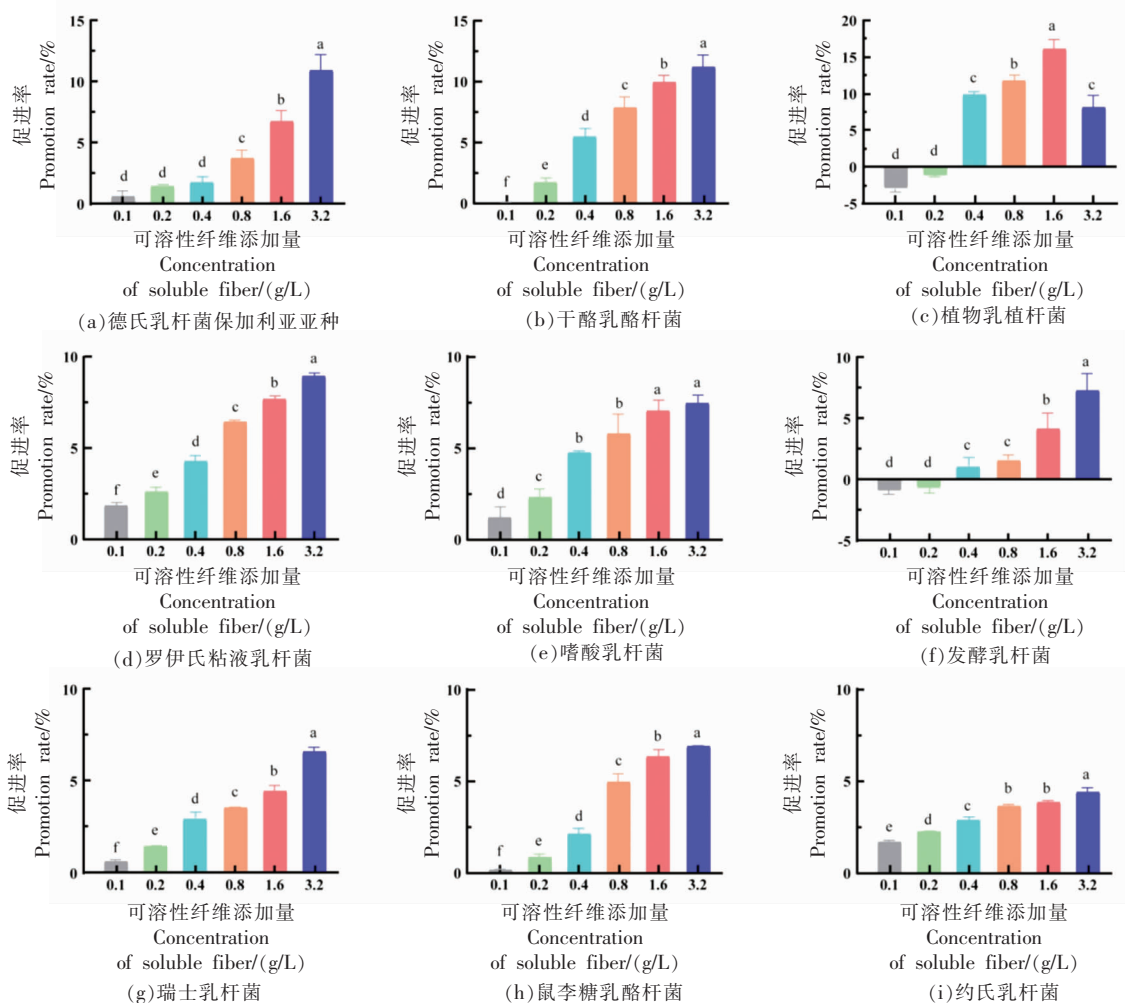 促进率
Promotion rate/%
15
10
5
0
d
d
d
c
b
a
0.1 0.2 0.4 0.8 1.6 3.2
可溶性纤维添加量
Concentration
of soluble fiber/(g/L)
(a)德氏乳杆菌保加利亚亚种
促进率
Promotion rate/%
15
10
5
0
f
e
d
c
b
a
0.1 0.2 0.4 0.8 1.6 3.2
可溶性纤维添加量
Concentration
of soluble fiber/(g/L)
(b)干酪乳酪杆菌
促进率
Promotion rate/%
20
15
10
5
0
-5
d
d
c
b
a
c
0.1 0.2 0.4 0.8 1.6 3.2
可溶性纤维添加量
Concentration
of soluble fiber/(g/L)
(c)植物乳植杆菌
促进率
Promotion rate/%
10
5
0
f
e
d
c
b
a
0.1 0.2 0.4 0.8 1.6 3.2
可溶性纤维添加量
Concentration
of soluble fiber/(g/L)
(d)罗伊氏粘液乳杆菌
促进率
Promotion rate/%
10
5
0
d
c
b
b
a
a
0.1 0.2 0.4 0.8 1.6 3.2
可溶性纤维添加量
Concentration
of soluble fiber/(g/L)
(e)嗜酸乳杆菌
促进率
Promotion rate/%
10
5
0
-5
d
d
c
c
b
a
0.1 0.2 0.4 0.8 1.6 3.2
可溶性纤维添加量
Concentration
of soluble fiber/(g/L)
(f)发酵乳杆菌
促进率
Promotion rate/%
10
5
0
f
e
d
c
b
a
0.1 0.2 0.4 0.8 1.6 3.2
可溶性纤维添加量
Concentration
of soluble fiber/(g/L)
(g)瑞士乳杆菌
促进率
Promotion rate/%
10
5
0
f
e
d
c
b
a
0.1 0.2 0.4 0.8 1.6 3.2
可溶性纤维添加量
Concentration
of soluble fiber/(g/L)
(h)鼠李糖乳酪杆菌
促进率
Promotion rate/%
10
5
0
e
d
c
b
b
a
0.1 0.2 0.4 0.8 1.6 3.2
可溶性纤维添加量
Concentration
of soluble fiber/(g/L)
(i)约氏乳杆菌